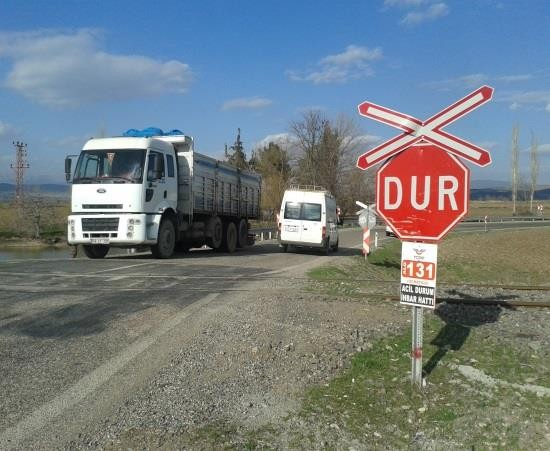 DUR
TCDD
131
ACİL DURUM
İHBAR HATTI